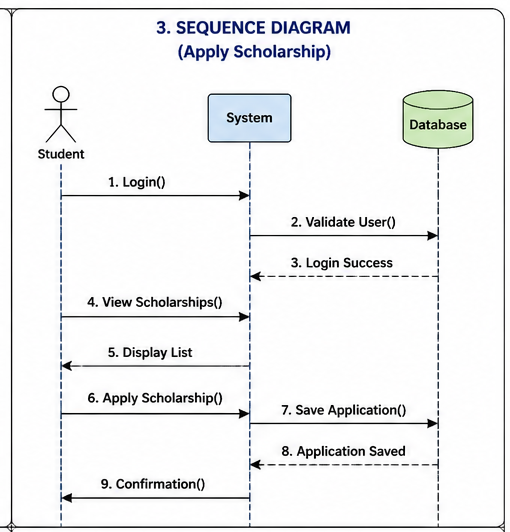 3. SEQUENCE DIAGRAM
(Apply Scholarship)
Student
System
Database
1. Login()
2. Validate User()
3. Login Success
4. View Scholarships()
5. Display List
6. Apply Scholarship()
7. Save Application()
8. Application Saved
9. Confirmation()